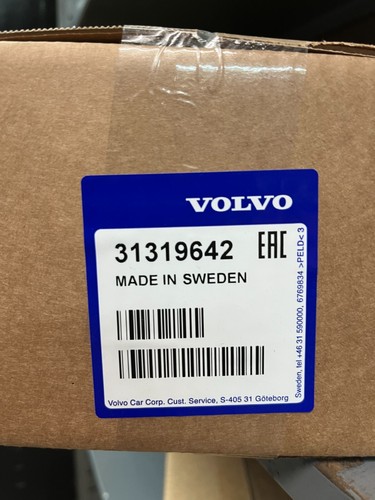 VOLVO
31319642 EAC
MADE IN SWEDEN
Volvo Car Corp. Cust. Service, S-405 31 Göteborg
Sweden, tel +46 31 590000, 6769834 >PELD< 3